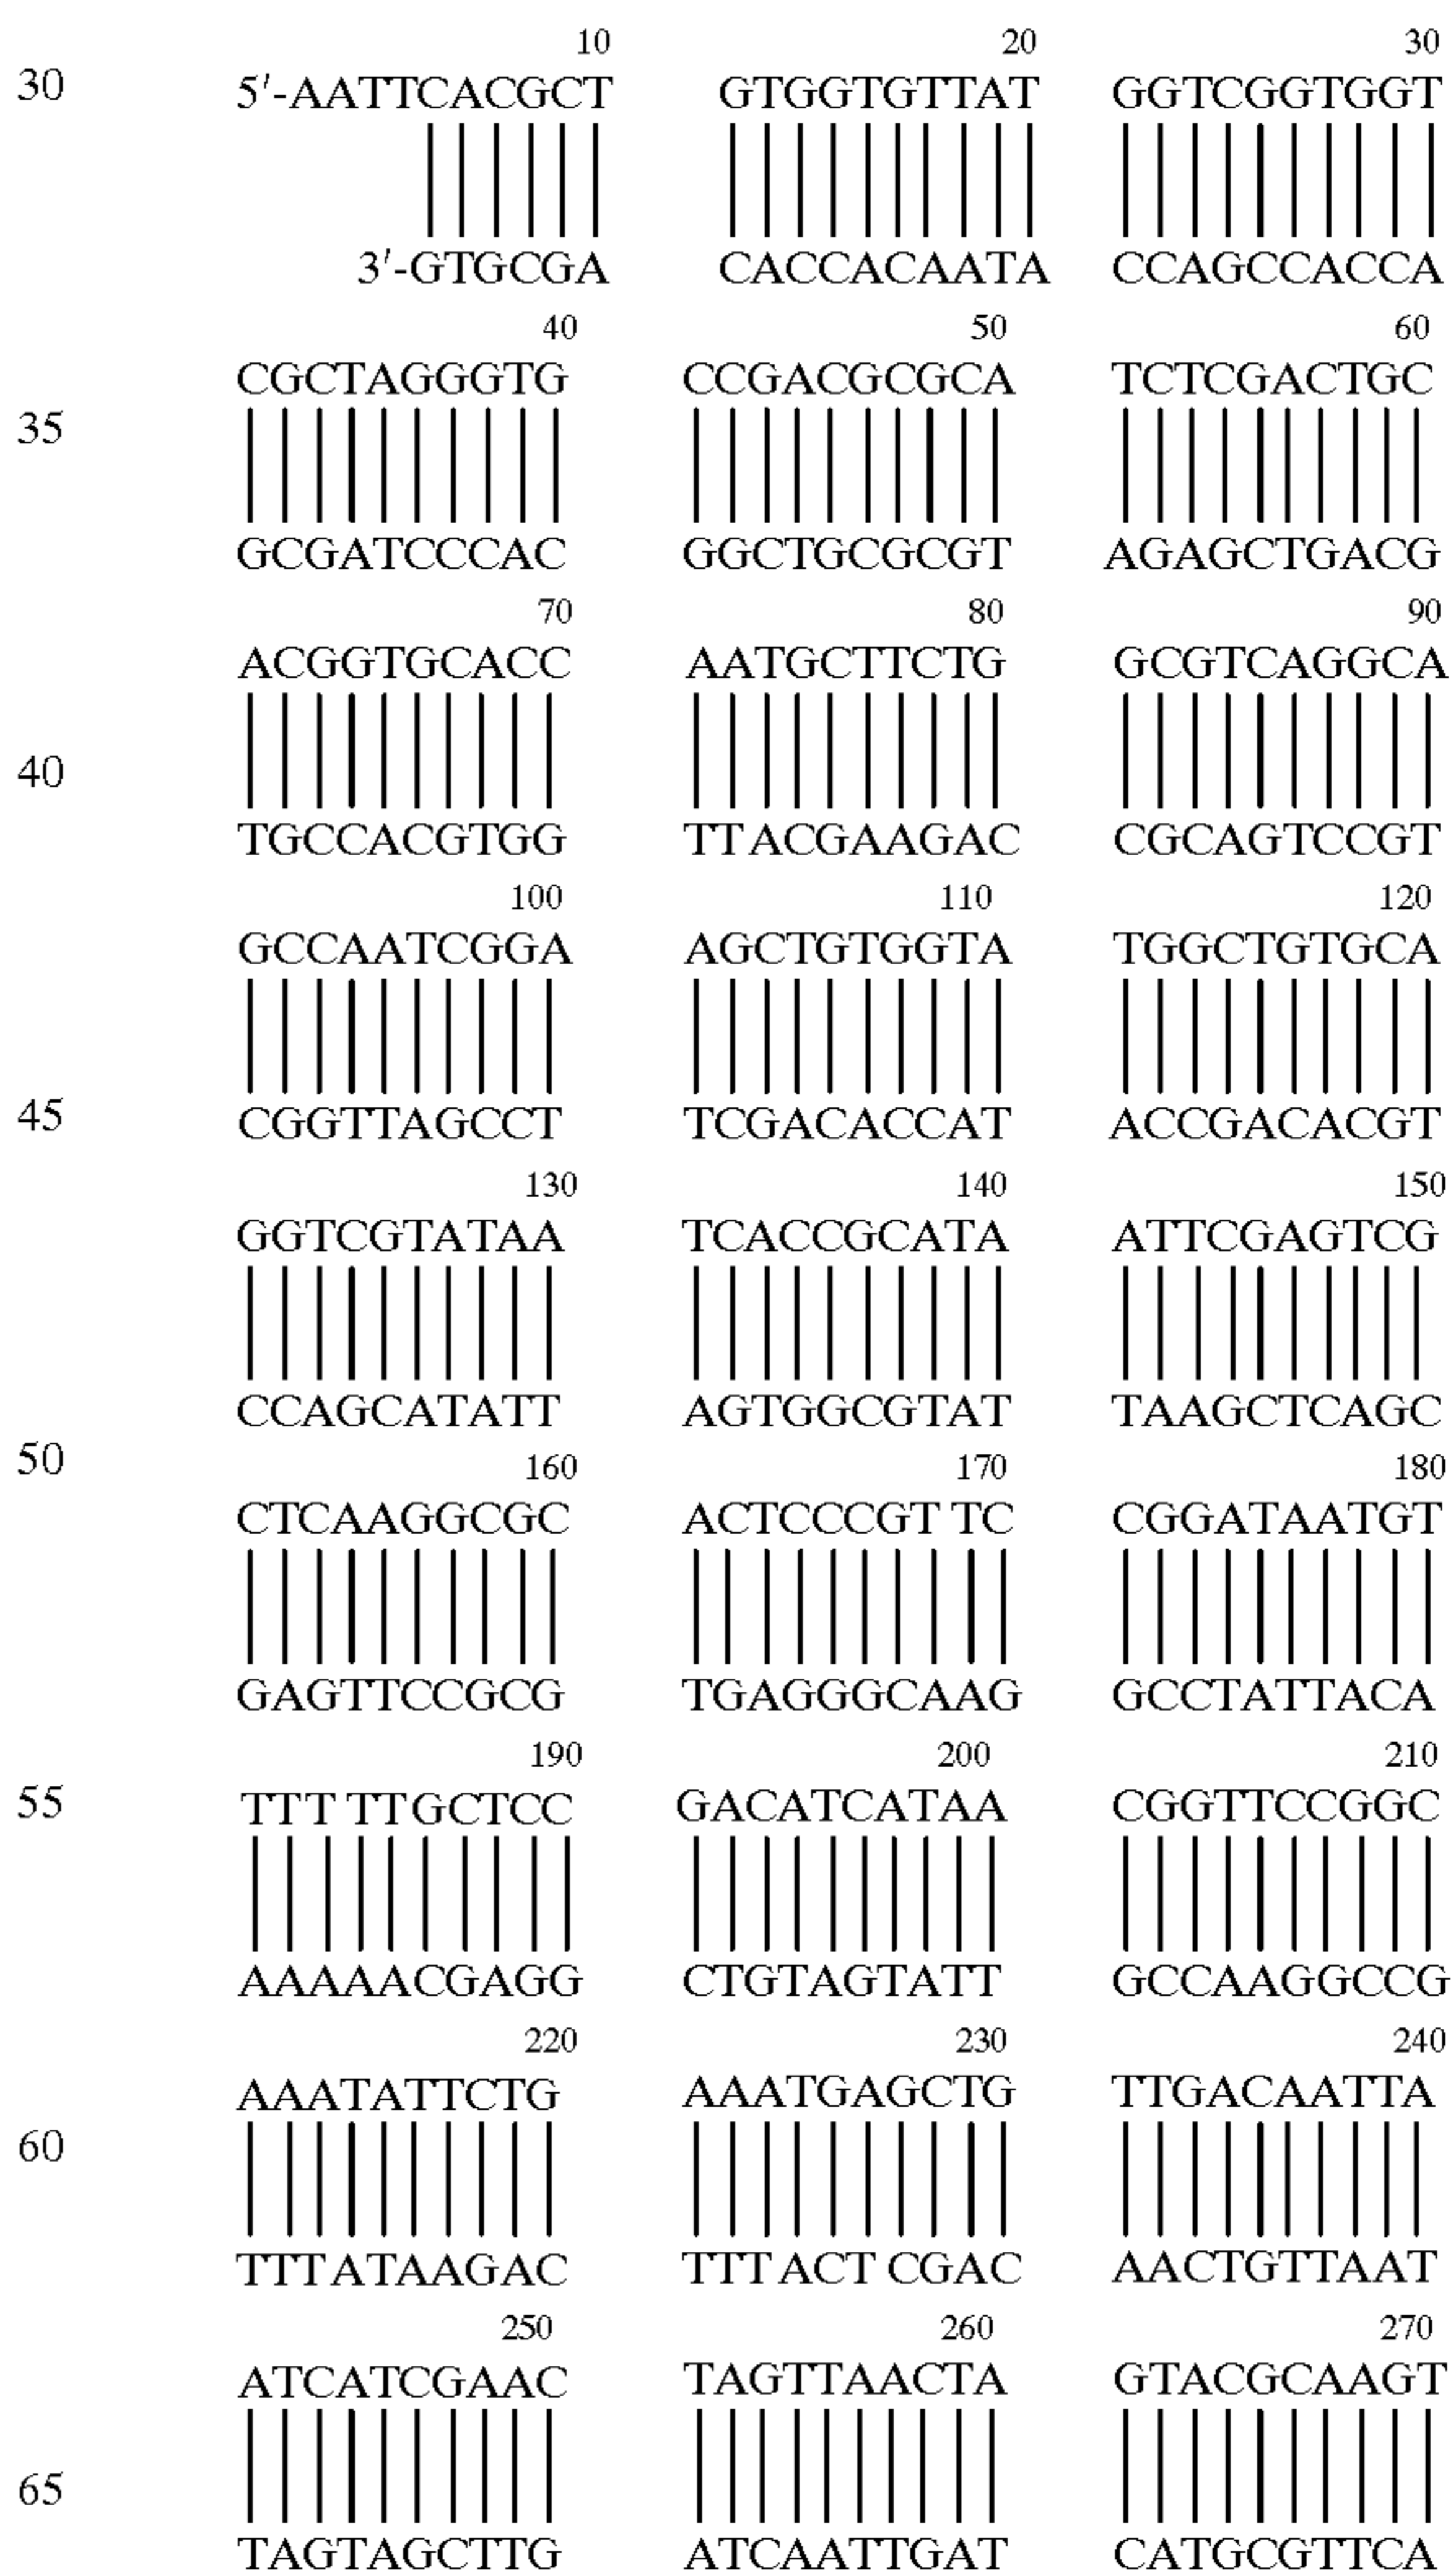 10 20 30
30 5′-AATTCACGCT GTGGTGTTAT GGTCGGTGGT
3′-GTGCGA CACCACAATA CCAGCCACCA
40 50 60
CGCTAGGGTG CCGACGCGCA TCTCGACTGC
35
GCGATCCCAC GGCTGCGCGT AGAGCTGACG
70 80 90
ACGGTGCACC AATGCTTCTG GCGTCAGGCA
40
TGCCACGTGG TTACGAAGAC CGCAGTCCGT
100 110 120
GCCAATCGGA AGCTGTGGTA TGGCTGTGCA
45 CGGTTAGCCT TCGACACCAT ACCGACACGT
130 140 150
GGTCGTATAA TCACCGCATA ATTCGAGTCG
CCAGCATATT AGTGGCGTAT TAAGCTCAGC
50 160 170 180
CTCAAGGCGC ACTCCCGT TC CGGATAATGT
GAGTTCCGCG TGAGGGCAAG GCCTATTACA
190 200 210
55 TTT TTGCTCC GACATCATAA CGGTTCCGGC
AAAAACGAGG CTGTAGTATT GCCAAGGCCG
220 230 240
AAATATTCTG AAATGAGCTG TTGACAATTA
60
TTTATAAGAC TTTACT CGAC AACTGTTAAT
250 260 270
ATCATCGAAC TAGTTAACTA GTACGCAAGT
65
TAGTAGCTTG ATCAATTGAT CATGCGTTCA